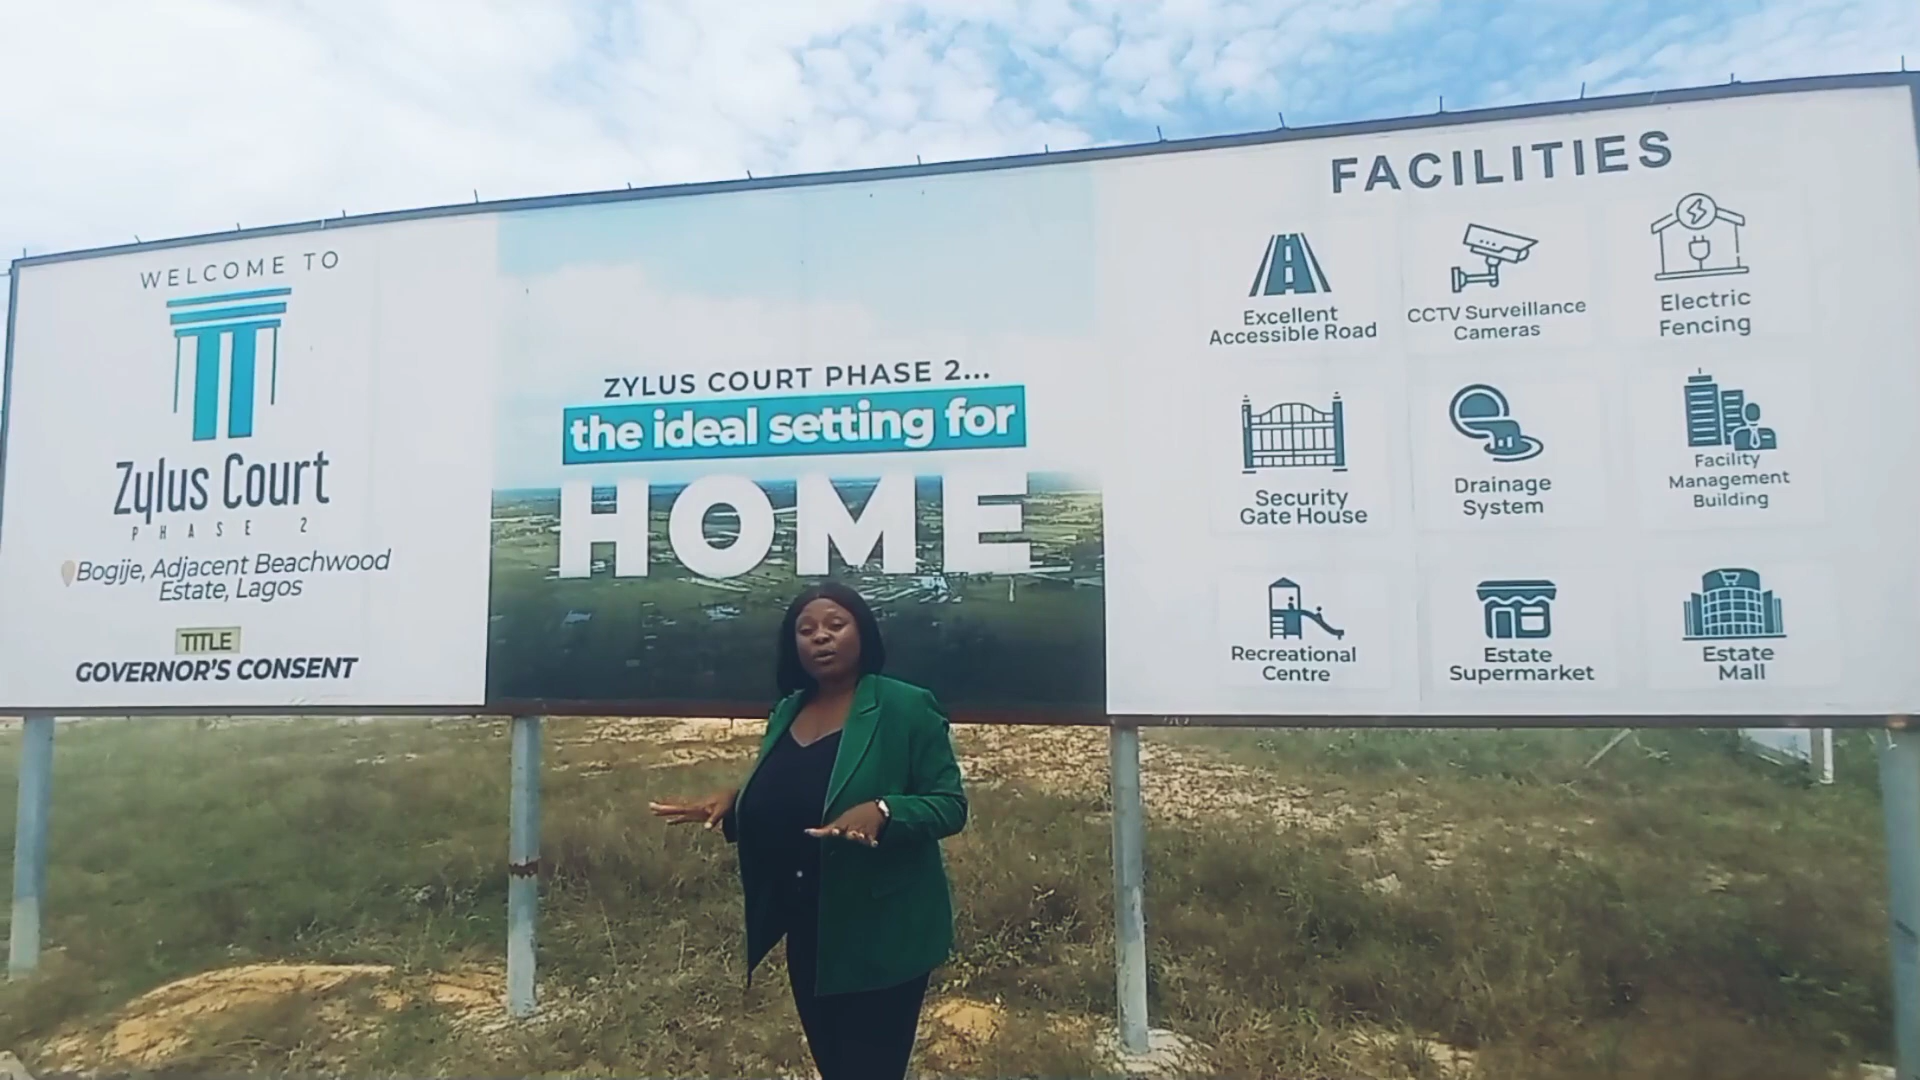 WELCOME TO
Zylus Court
PHASE 2
Bogije, Adjacent Beachwood
Estate, Lagos
TITLE
GOVERNOR'S CONSENT
ZYLUS COURT PHASE 2...
the ideal setting for
HOME
FACILITIES
Excellent
Accessible Road
CCTV Surveillance
Cameras
Electric
Fencing
Security
Gate House
Drainage
System
Facility
Management
Building
Recreational
Centre
Estate
Supermarket
Estate
Mall